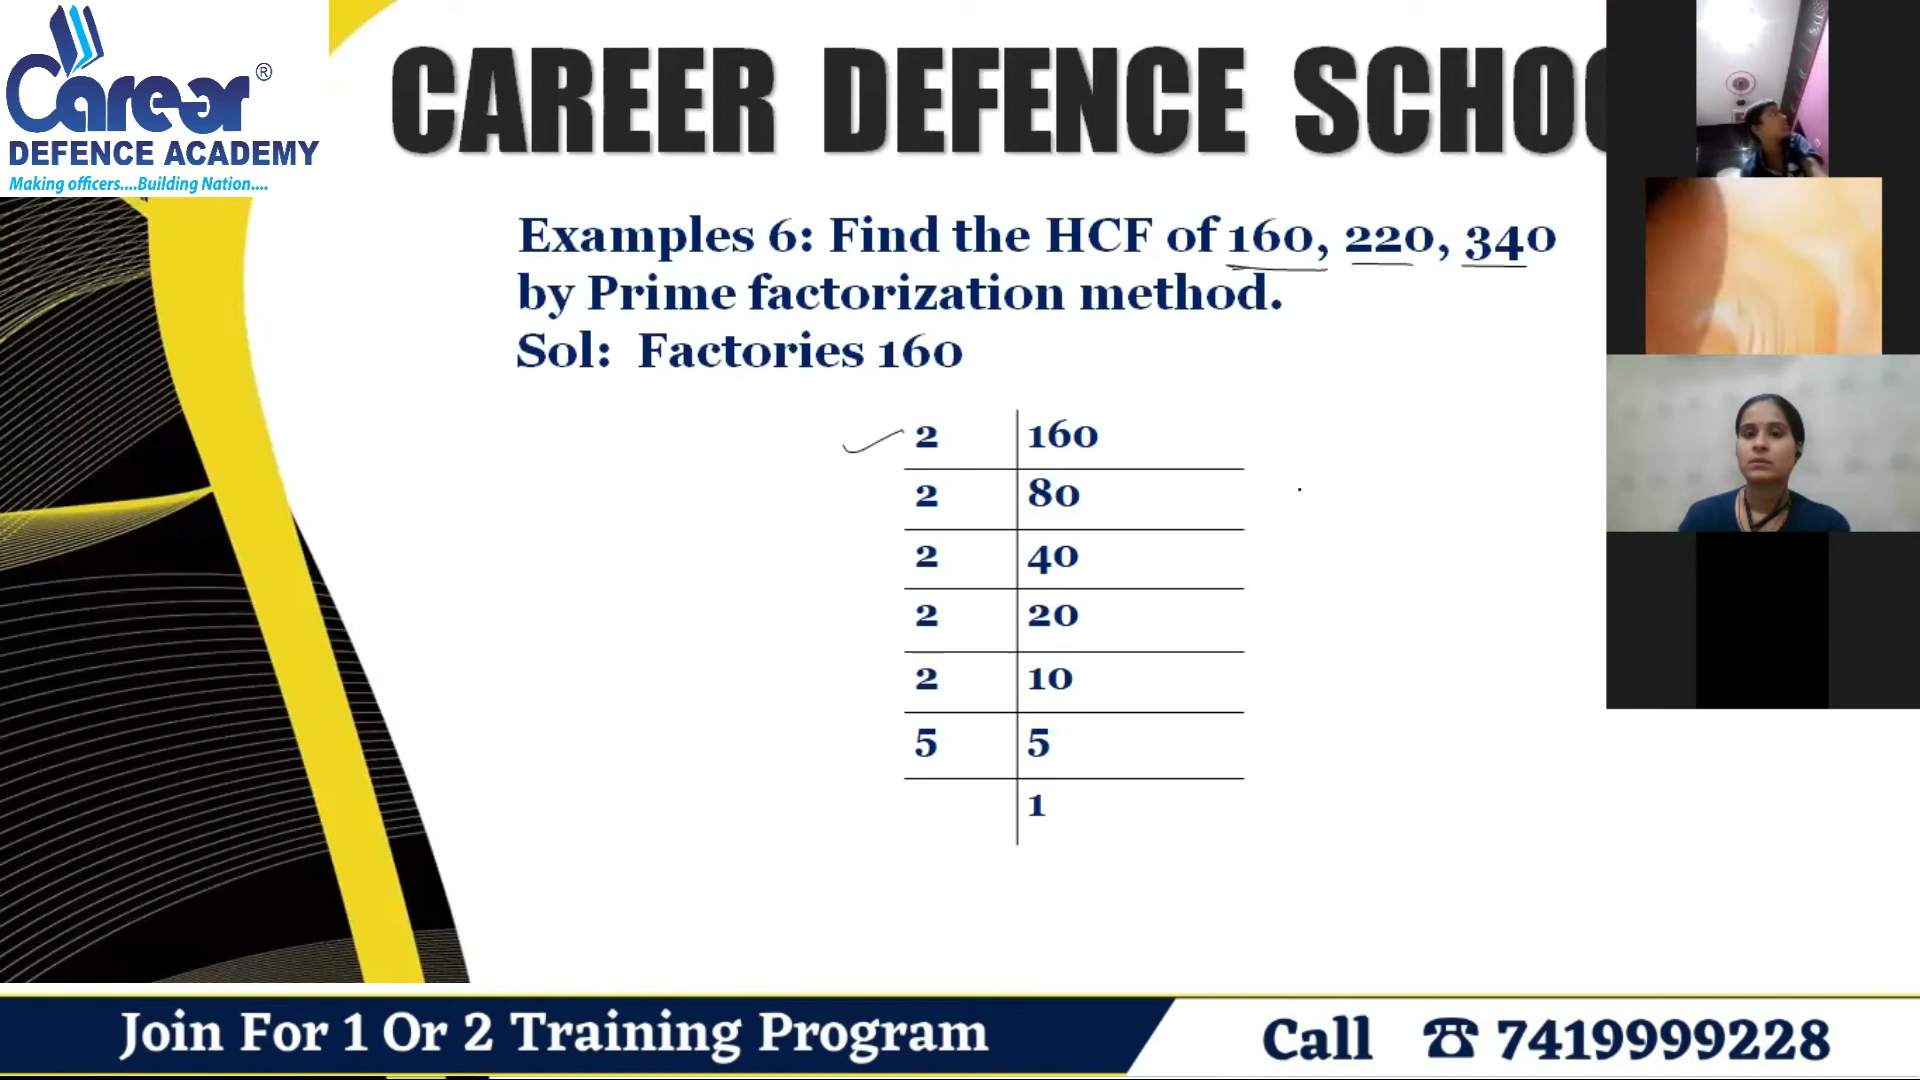 Career®
DEFENCE ACADEMY
Making officers....Building Nation....
CAREER DEFENCE SCHOO
Examples 6: Find the HCF of 160, 220, 340
by Prime factorization method.
Sol: Factories 160
2 160
2 80
2 40
2 20
2 10
5 5
1
Join For 1 Or 2 Training Program
Call ☎ 7419999228